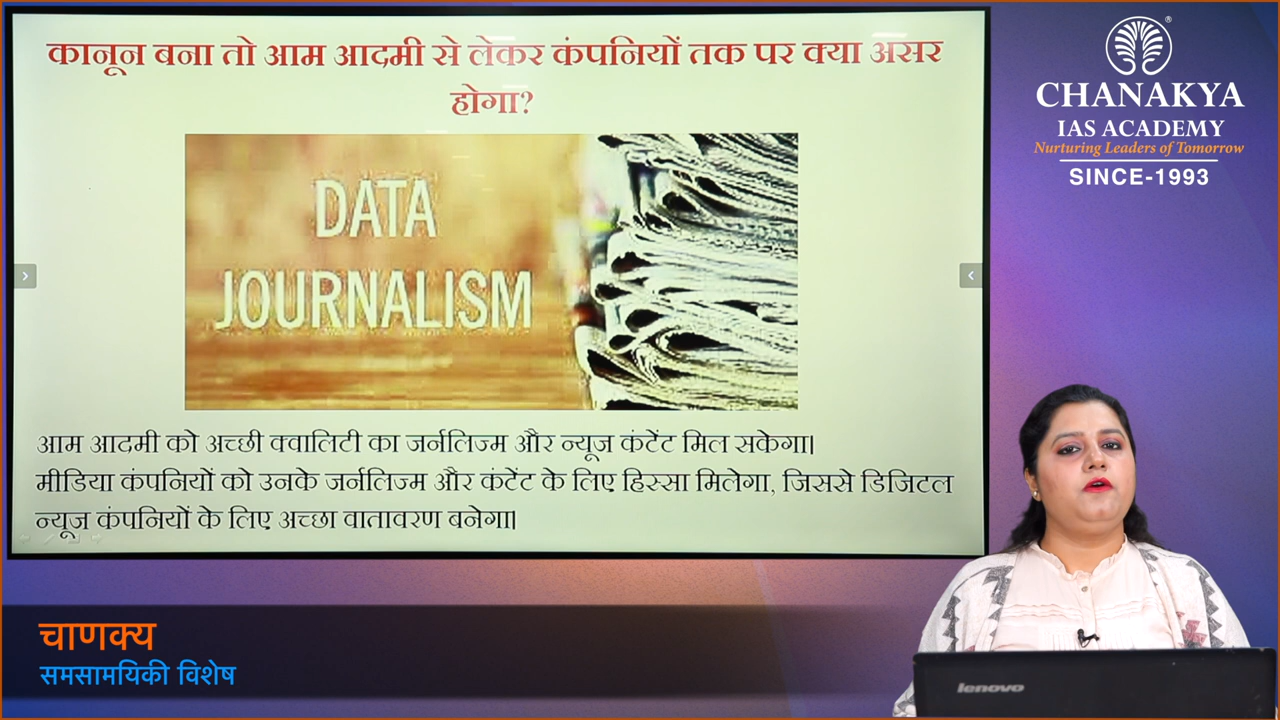 कानून बना तो आम आदमी से लेकर कंपनियों तक पर क्या असर
होगा?
DATA
JOURNALISM
आम आदमी को अच्छी क्वालिटी का जर्नलिज्म और न्यूज कंटेंट मिल सकेगा।
मीडिया कंपनियों को उनके जर्नलिज्म और कंटेंट के लिए हिस्सा मिलेगा, जिससे डिजिटल
न्यूज कंपनियों के लिए अच्छा वातावरण बनेगा।
CHANAKYA
IAS ACADEMY
Nurturing Leaders of Tomorrow
SINCE-1993
चाणक्य
समसामयिकी विशेष
lenovo